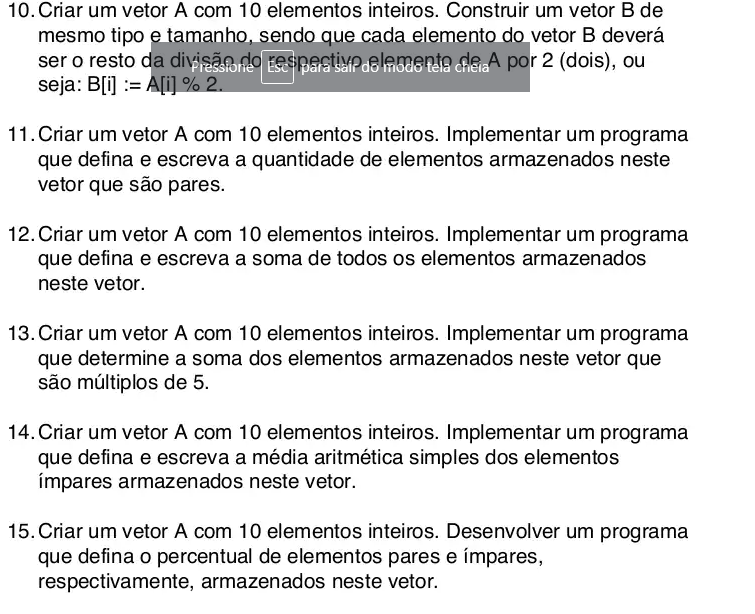 10. Criar um vetor A com 10 elementos inteiros. Construir um vetor B de
mesmo tipo e tamanho, sendo que cada elemento do vetor B deverá
ser o resto da divisão do respectivo elemento de A por 2 (dois), ou
Pressione Esc para sair do modo tela cheia
seja: B[i] := A[i] % 2.
11. Criar um vetor A com 10 elementos inteiros. Implementar um programa
que defina e escreva a quantidade de elementos armazenados neste
vetor que são pares.
12. Criar um vetor A com 10 elementos inteiros. Implementar um programa
que defina e escreva a soma de todos os elementos armazenados
neste vetor.
13. Criar um vetor A com 10 elementos inteiros. Implementar um programa
que determine a soma dos elementos armazenados neste vetor que
são múltiplos de 5.
14. Criar um vetor A com 10 elementos inteiros. Implementar um programa
que defina e escreva a média aritmética simples dos elementos
ímpares armazenados neste vetor.
15. Criar um vetor A com 10 elementos inteiros. Desenvolver um programa
que defina o percentual de elementos pares e ímpares,
respectivamente, armazenados neste vetor.